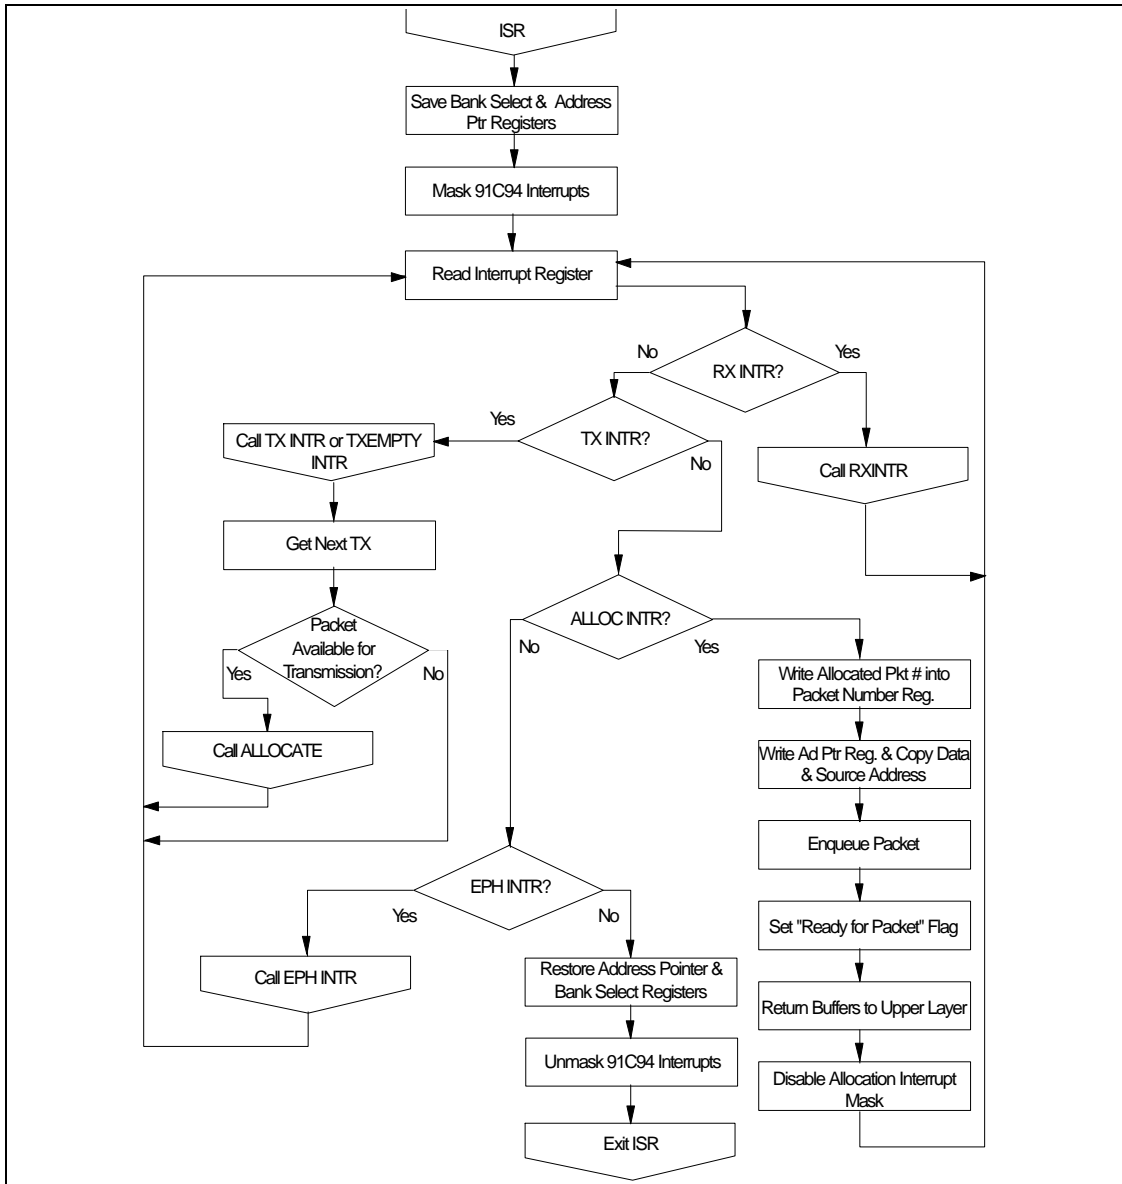 ISR
Save Bank Select & Address
Ptr Registers
Mask 91C94 Interrupts
Read Interrupt Register
No
Yes
RX INTR?
Yes
TX INTR?
No
Call TX INTR or TXEMPTY
INTR
Call RXINTR
Get Next TX
ALLOC INTR?
No
Yes
Packet
Available for
Transmission?
Yes
No
Write Allocated Pkt # into
Packet Number Reg.
Call ALLOCATE
Write Ad Ptr Reg. & Copy Data
& Source Address
Enqueue Packet
EPH INTR?
Yes
No
Set "Ready for Packet" Flag
Call EPH INTR
Restore Address Pointer &
Bank Select Registers
Return Buffers to Upper Layer
Unmask 91C94 Interrupts
Disable Allocation Interrupt
Mask
Exit ISR